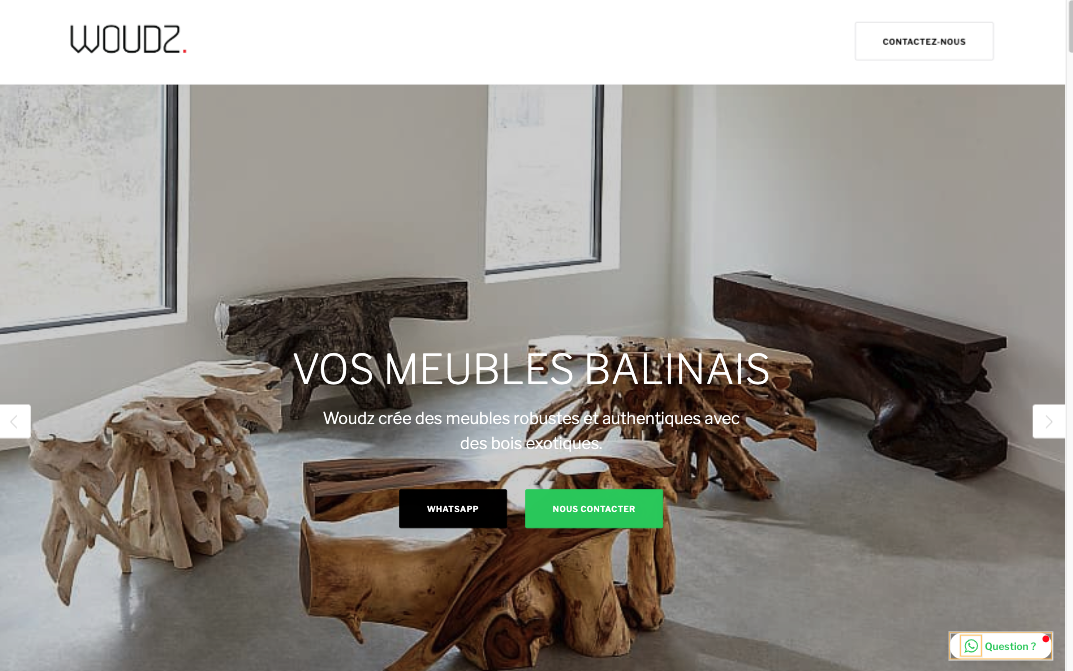 WOUDZ.
CONTACTEZ-NOUS
VOS MEUBLES BALINAIS
Woudz crée des meubles robustes et authentiques avec
des bois exotiques.
WHATSAPP
NOUS CONTACTER
Question ?